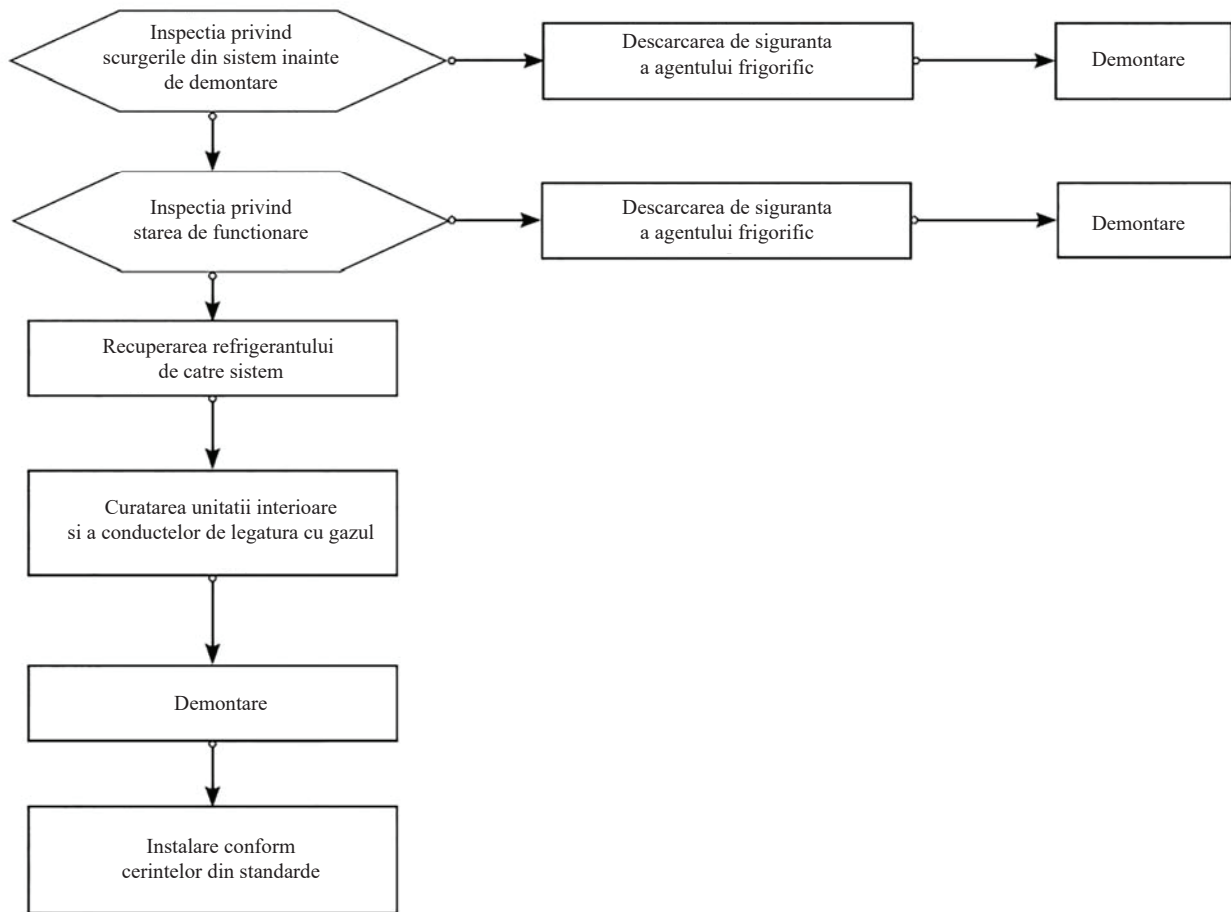 Inspectia privind
scurgerile din sistem inainte
de demontare
Descarcarea de siguranta
a agentului frigorific
Demontare
Inspectia privind
starea de functionare
Descarcarea de siguranta
a agentului frigorific
Demontare
Recuperarea refrigerantului
de catre sistem
Curatarea unitatii interioare
si a conductelor de legatura cu gazul
Demontare
Instalare conform
cerintelor din standarde